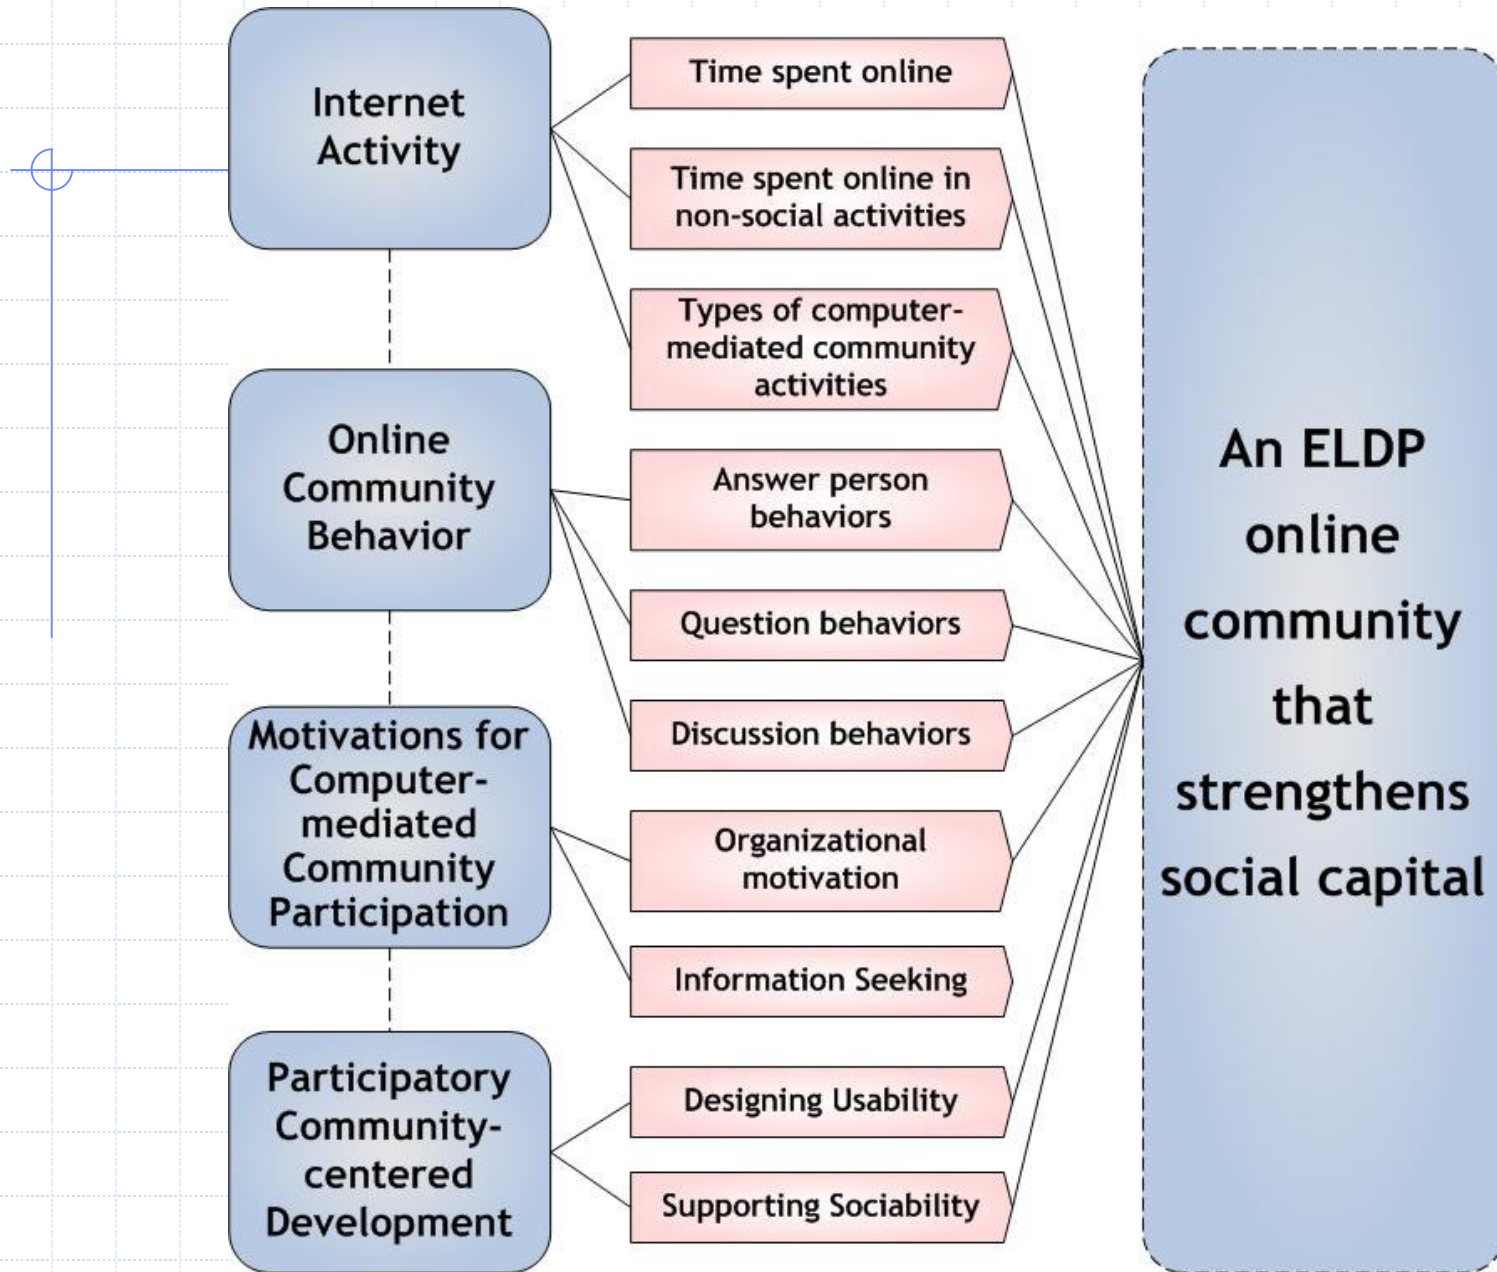 Internet
Activity
Time spent online
Time spent online in
non-social activities
Types of computer-
mediated community
activities
Online
Community
Behavior
Answer person
behaviors
Question behaviors
Discussion behaviors
Motivations for
Computer-
mediated
Community
Participation
Organizational
motivation
Information Seeking
Participatory
Community-
centered
Development
Designing Usability
Supporting Sociability
An ELDP
online
community
that
strengthens
social capital